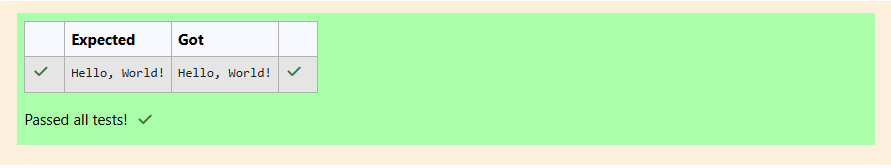 Expected Got
Hello, World! Hello, World!
Passed all tests!